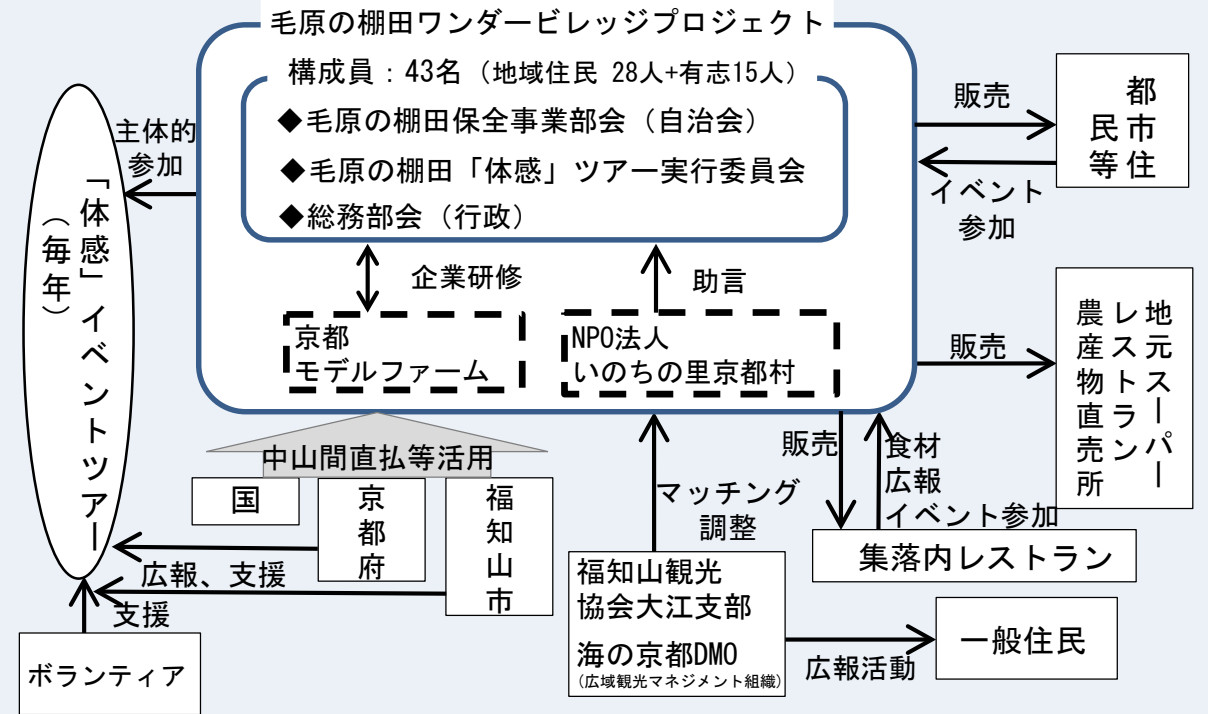 毛原の棚田ワンダービレッジプロジェクト
構成員：43名（地域住民 28人+有志15人）
◆毛原の棚田保全事業部会（自治会）
◆毛原の棚田「体感」ツアー実行委員会
◆総務部会（行政）
主体的
参加
「体感」イベントツアー
（毎年）
販売
イベント
参加
都市住
民等
企業研修
助言
京都
モデルファーム
NPO法人
いのちの里京都村
販売
地元スーパー
レストラン
農産物直売所
中山間直払等活用
国
京都府
福知山市
広報、支援
支援
ボランティア
マッチング
調整
福知山観光
協会大江支部
海の京都DMO
（広域観光マネジメント組織）
広報活動
一般住民
販売
食材
広報
イベント参加
集落内レストラン